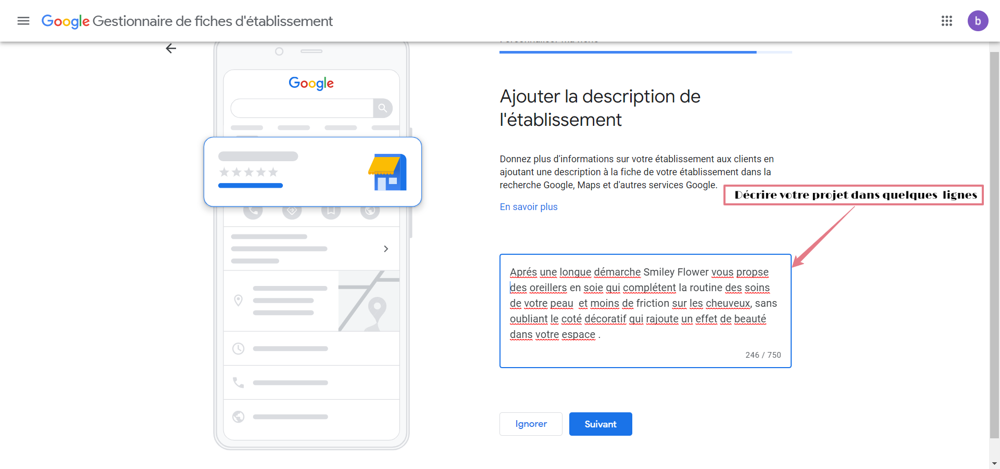 Google Gestionnaire de fiches d'établissement
b
Google
Ajouter la description de
l'établissement
Donnez plus d'informations sur votre établissement aux clients en
ajoutant une description à la fiche de votre établissement dans la
recherche Google, Maps et d'autres services Google.
Décrire votre projet dans quelques lignes
En savoir plus
Aprés une longue démarche Smiley Flower vous propse
des oreillers en soie qui complétent la routine des soins
de votre peau et moins de friction sur les cheuveux, sans
oubliant le coté décoratif qui rajoute un effet de beauté
dans votre espace .
246 / 750
Ignorer
Suivant